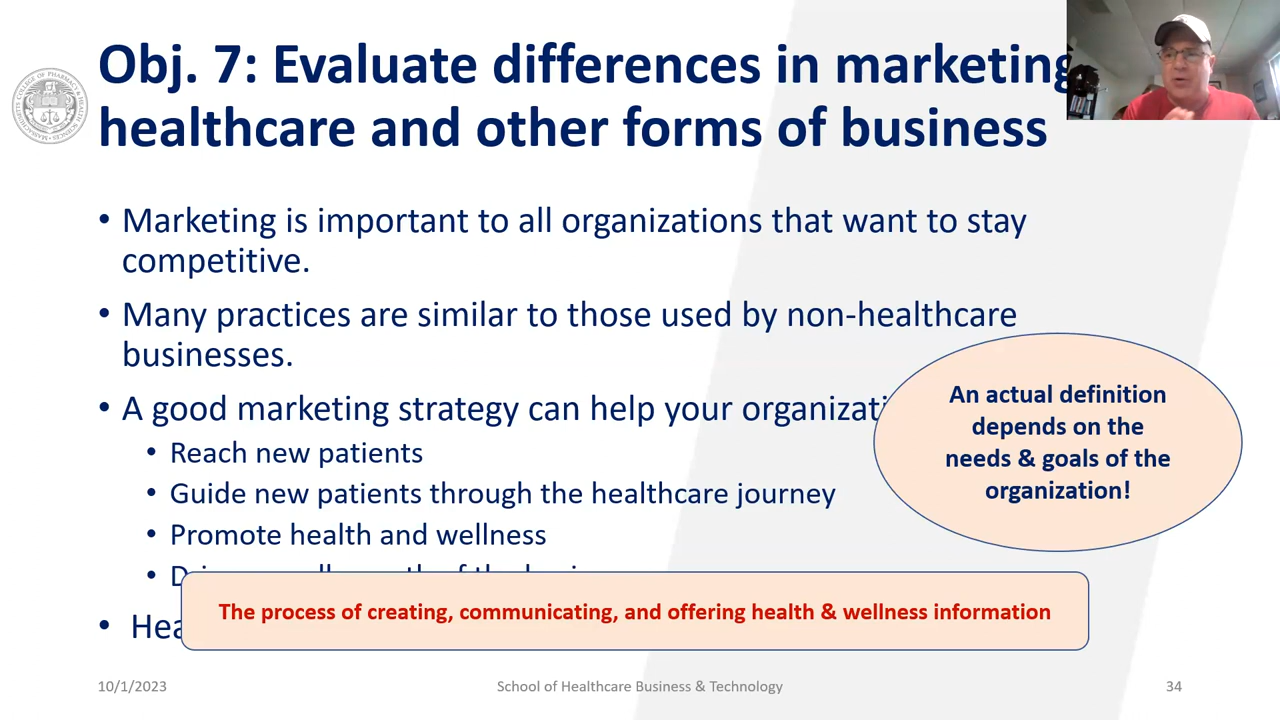 Obj. 7: Evaluate differences in marketing
healthcare and other forms of business
• Marketing is important to all organizations that want to stay
competitive.
• Many practices are similar to those used by non-healthcare
businesses.
• A good marketing strategy can help your
• Reach new patients
• Guide new patients through the healthcare journey
• Promote health and wellness
An actual definition
depends on the
needs & goals of the
organization!
The process of creating, communicating, and offering health & wellness information
10/1/2023
School of Healthcare Business & Technology
34